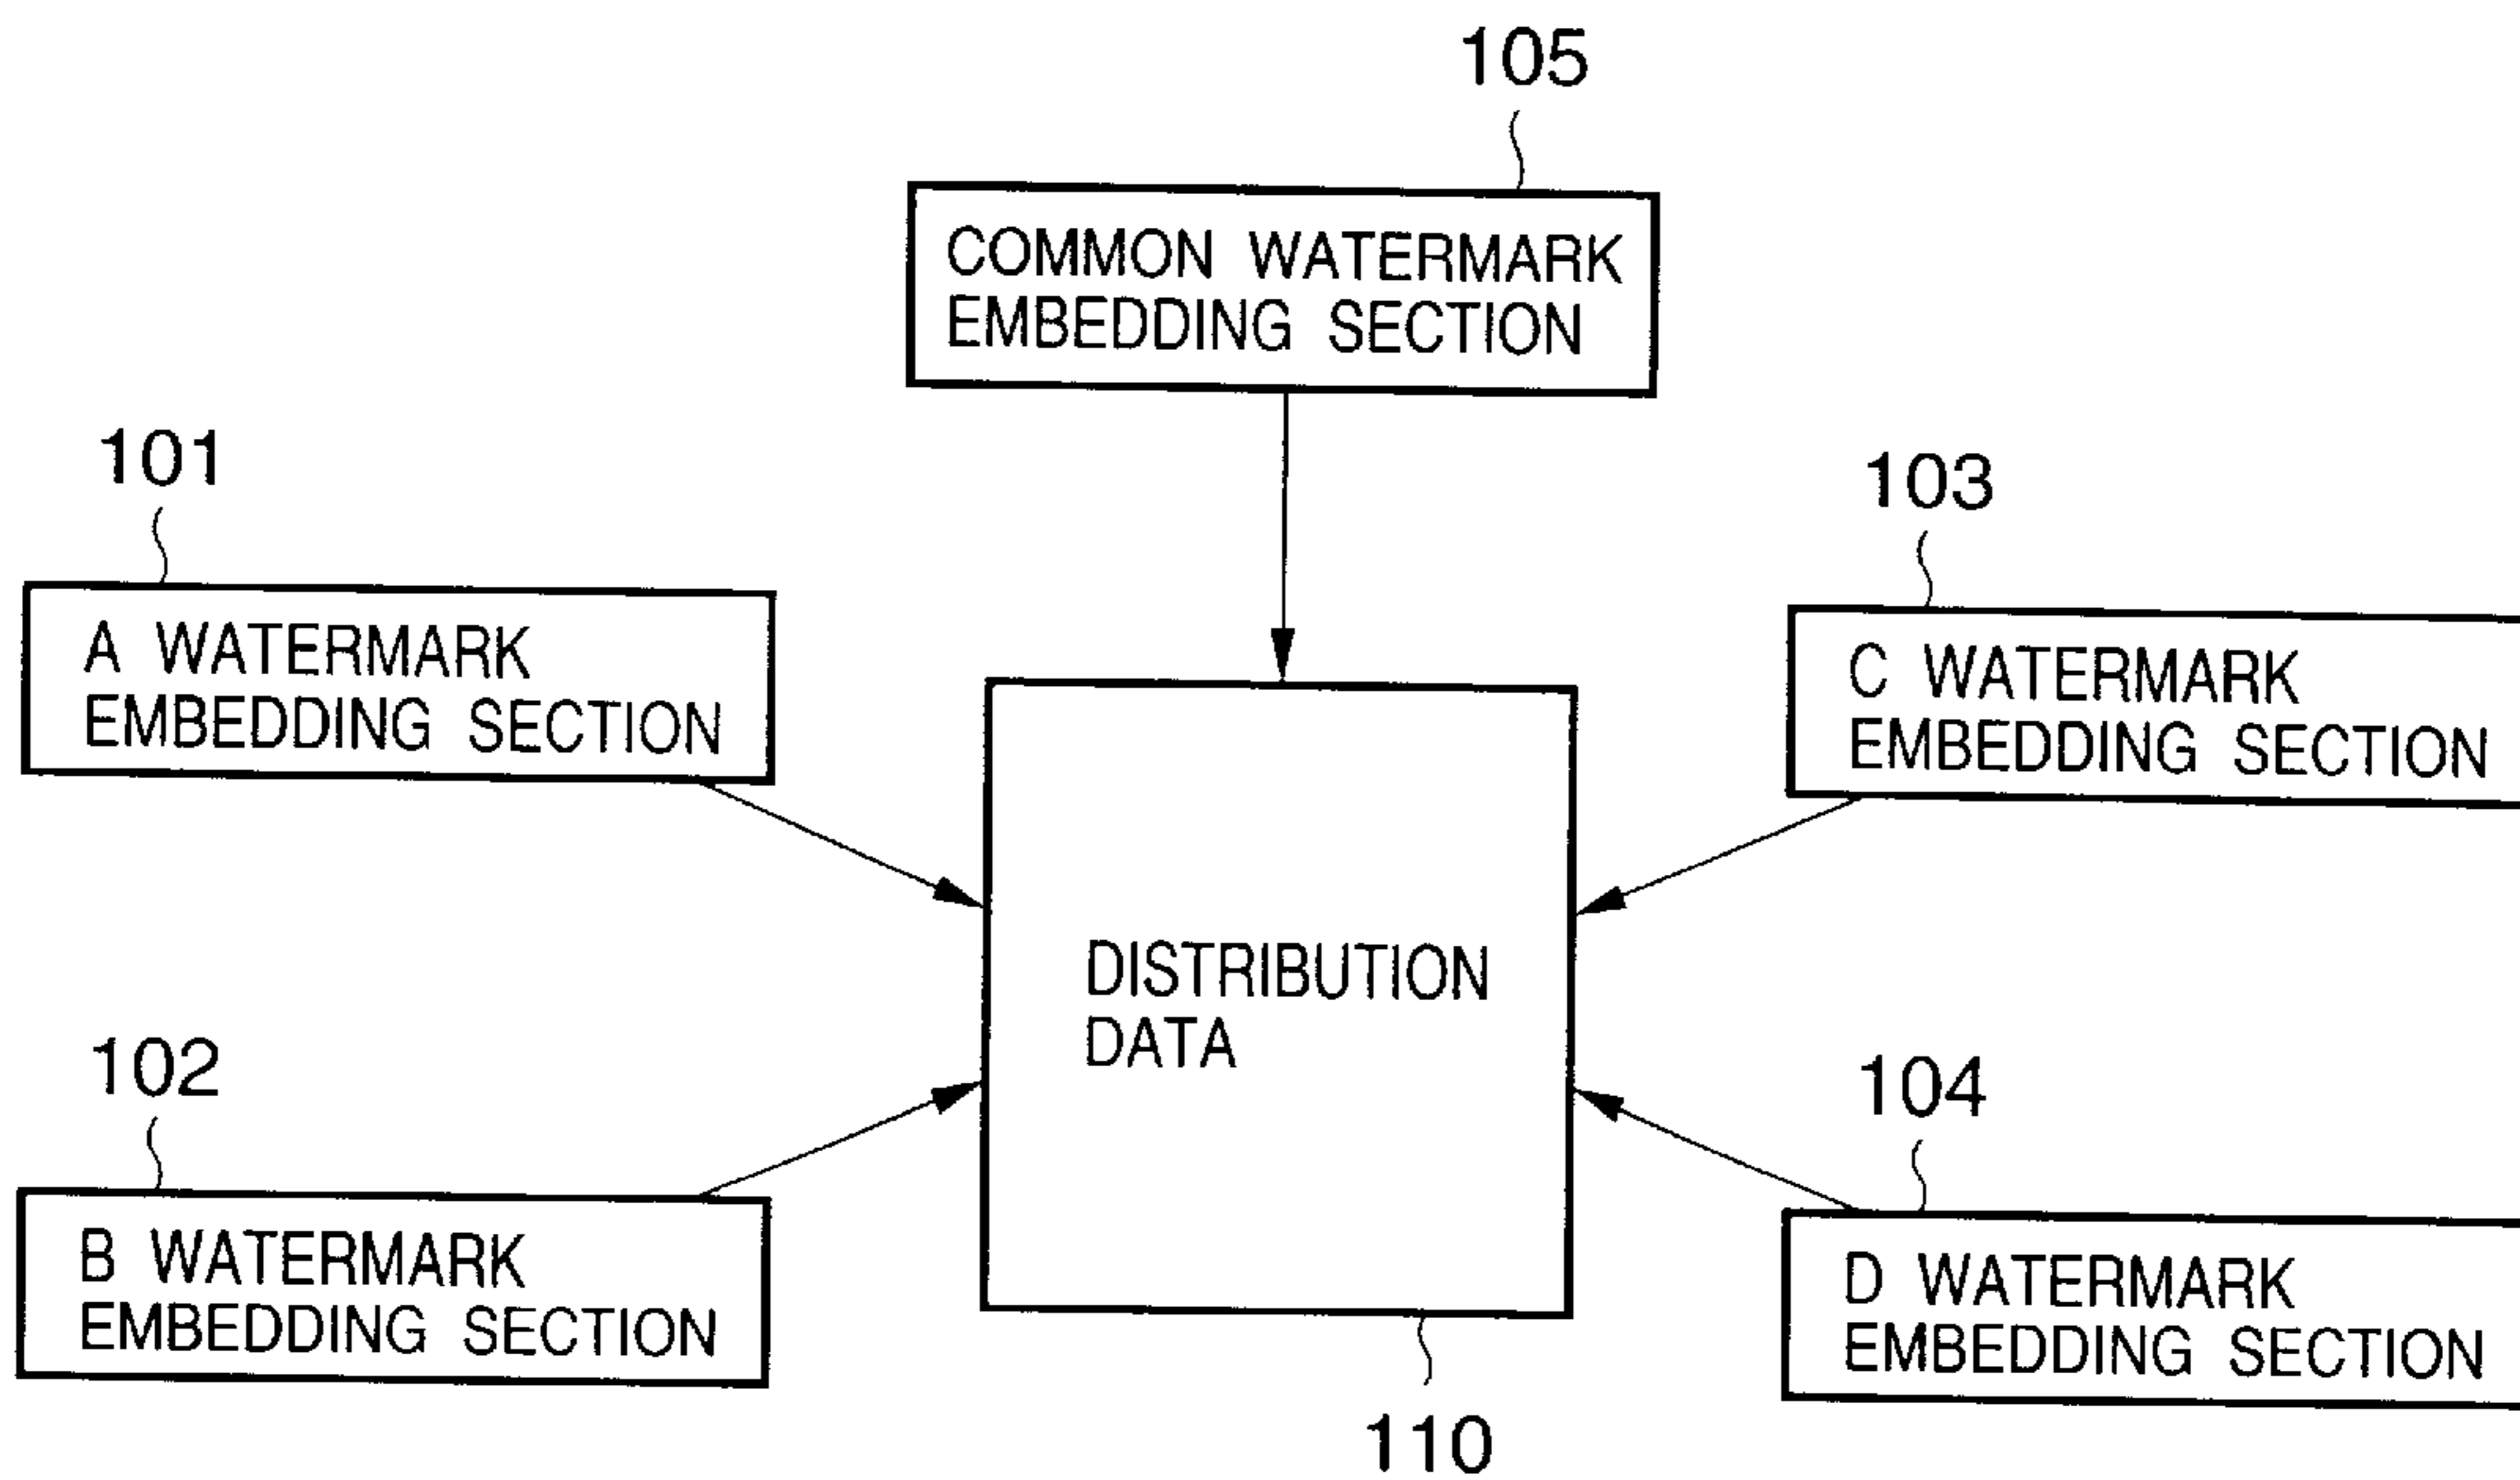 105
COMMON WATERMARK
EMBEDDING SECTION
101
A WATERMARK
EMBEDDING SECTION
103
C WATERMARK
EMBEDDING SECTION
DISTRIBUTION
DATA
102
B WATERMARK
EMBEDDING SECTION
104
D WATERMARK
EMBEDDING SECTION
110